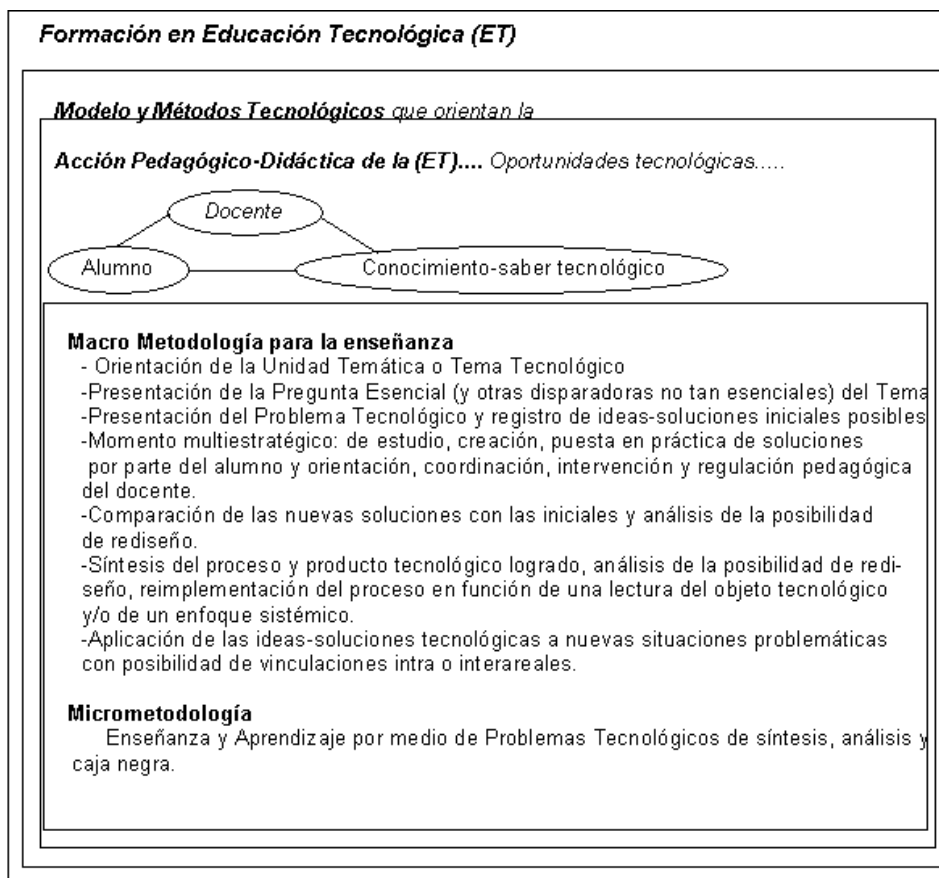 Formación en Educación Tecnológica (ET)
Modelo y Métodos Tecnológicos que orientan la
Acción Pedagógico-Didáctica de la (ET).... Oportunidades tecnológicas.....
Docente
Alumno
Conocimiento-saber tecnológico
Macro Metodología para la enseñanza
- Orientación de la Unidad Temática o Tema Tecnológico
-Presentación de la Pregunta Esencial (y otras disparadoras no tan esenciales) del Tema
-Presentación del Problema Tecnológico y registro de ideas-soluciones iniciales posibles
-Momento multiestratégico: de estudio, creación, puesta en práctica de soluciones
por parte del alumno y orientación, coordinación, intervención y regulación pedagógica
del docente.
-Comparación de las nuevas soluciones con las iniciales y análisis de la posibilidad
de rediseño.
-Síntesis del proceso y producto tecnológico logrado, análisis de la posibilidad de redi-
seño, reimplementación del proceso en función de una lectura del objeto tecnológico
y/o de un enfoque sistémico.
-Aplicación de las ideas-soluciones tecnológicas a nuevas situaciones problemáticas
con posibilidad de vinculaciones intra o interareales.
Micrometodología
Enseñanza y Aprendizaje por medio de Problemas Tecnológicos de síntesis, análisis y
caja negra.